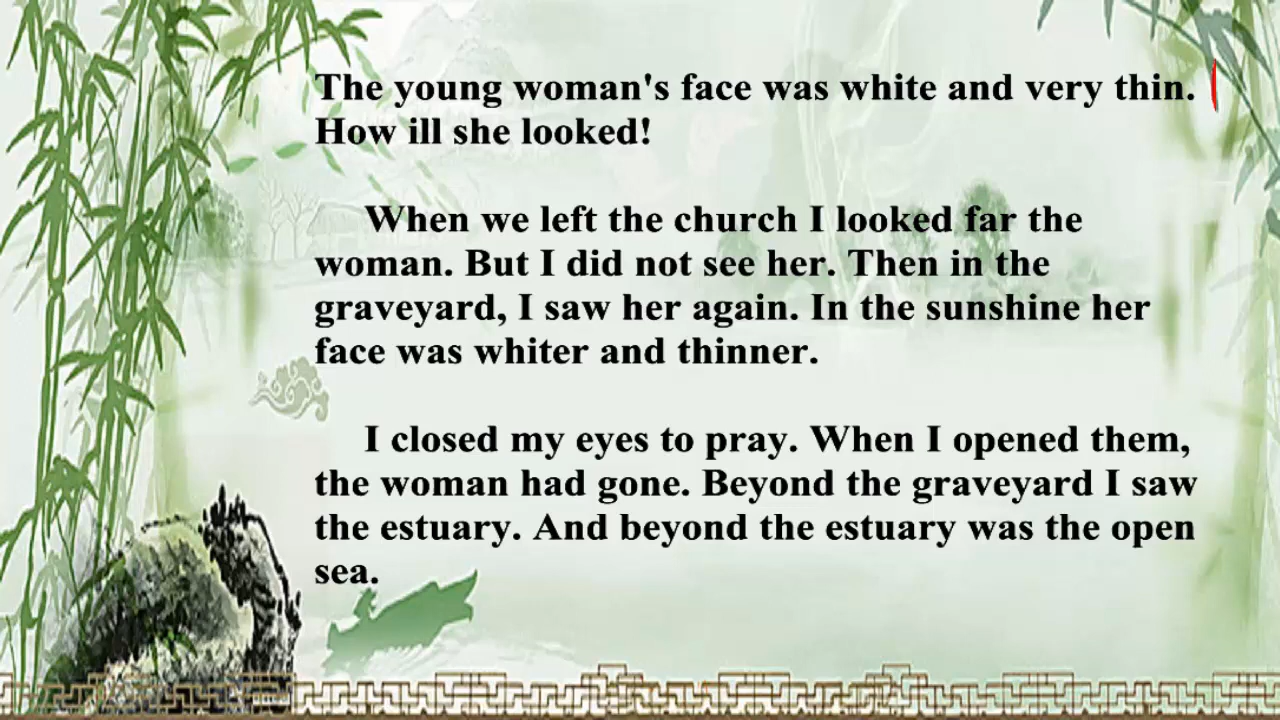 The young woman's face was white and very thin.
How ill she looked!
When we left the church I looked far the
woman. But I did not see her. Then in the
graveyard, I saw her again. In the sunshine her
face was whiter and thinner.
I closed my eyes to pray. When I opened them,
the woman had gone. Beyond the graveyard I saw
the estuary. And beyond the estuary was the open
sea.